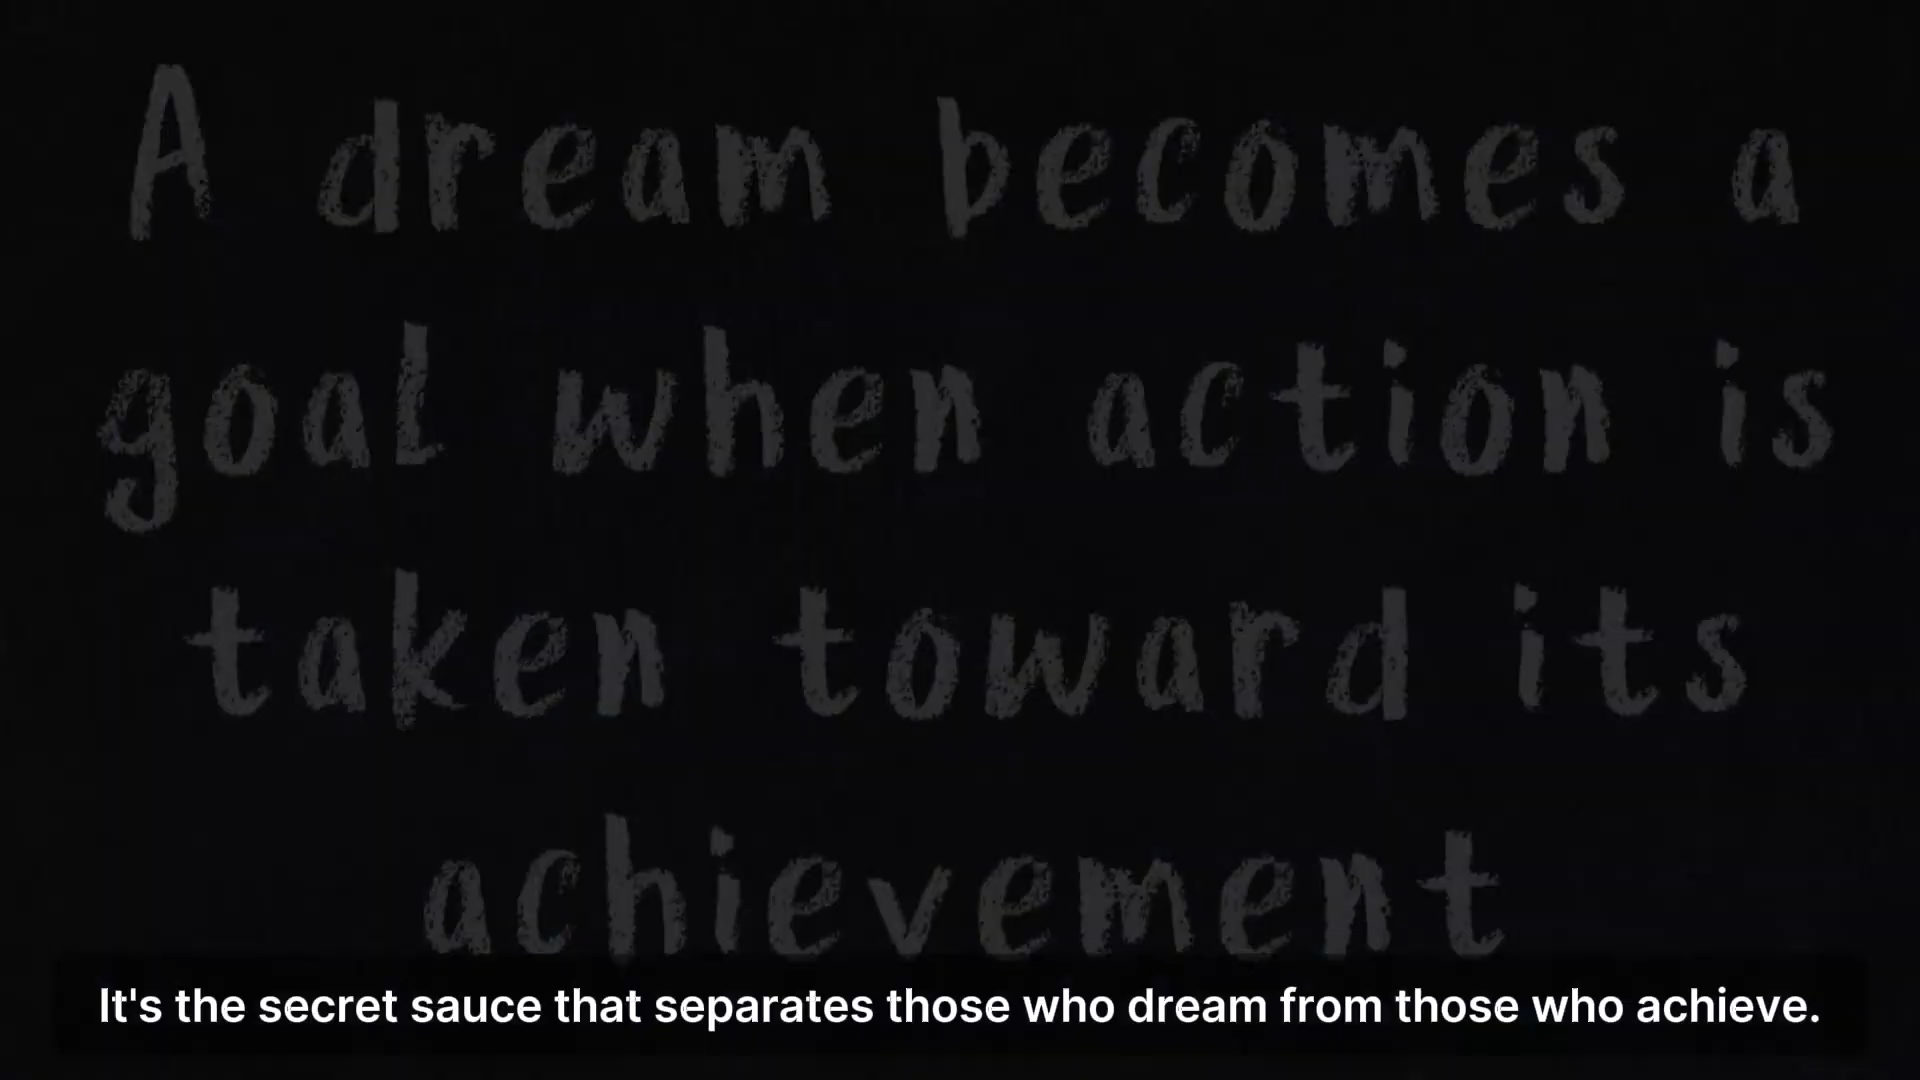 A dream becomes a
goal when action is
taken toward its
achievement
It's the secret sauce that separates those who dream from those who achieve.